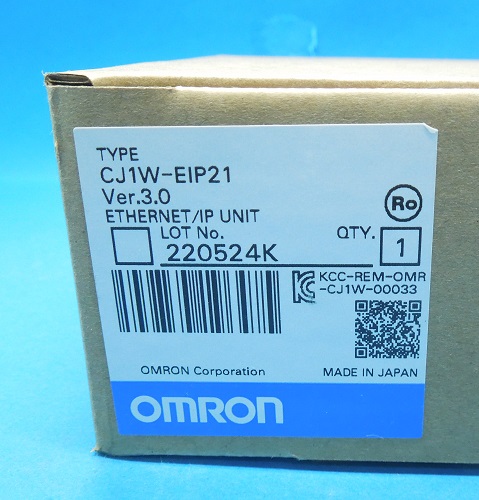 TYPE
CJ1W-EIP21
Ver.3.0
ETHERNET/IP UNIT
Ro
LOT No.
QTY.
220524K
1
KCC-REM-OMR
-CJ1W-00033
OMRON Corporation
MADE IN JAPAN
OMRON